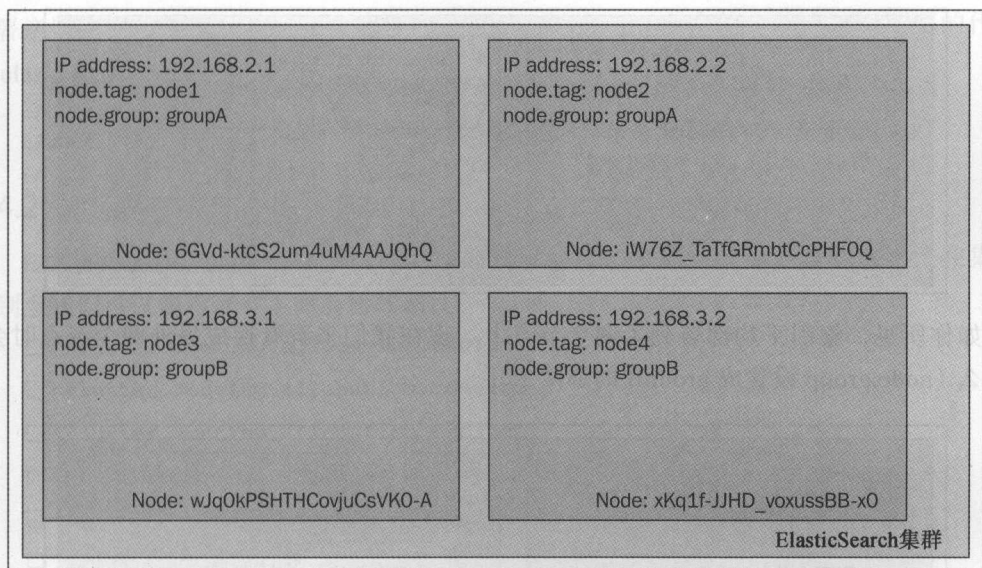 IP address: 192.168.2.1
node.tag: node1
node.group: groupA
Node: 6GVd-ktcS2um4uM4AAJQhQ
IP address: 192.168.2.2
node.tag: node2
node.group: groupA
Node: iW76Z_TaTfGRmbtCcPHF0Q
IP address: 192.168.3.1
node.tag: node3
node.group: groupB
Node: wJq0kPSHTHCovjuCsVK0-A
IP address: 192.168.3.2
node.tag: node4
node.group: groupB
Node: xKq1f-JJHD_voxussBB-x0
ElasticSearch集群